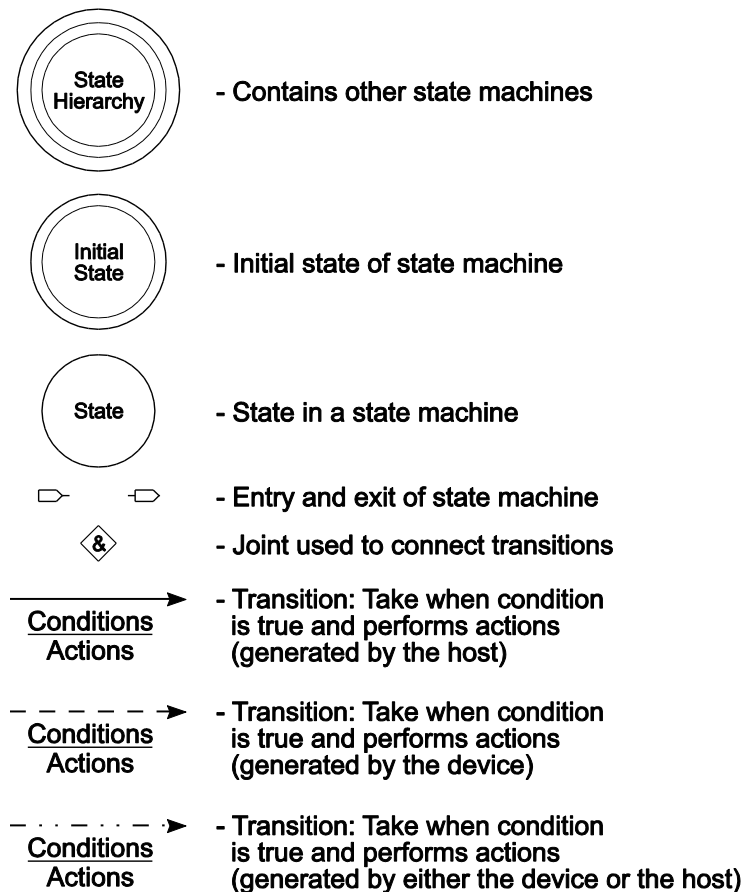 State
Hierarchy
- Contains other state machines
Initial
State
- Initial state of state machine
State
- State in a state machine
- Entry and exit of state machine
&
- Joint used to connect transitions
Conditions
Actions
- Transition: Take when condition
is true and performs actions
(generated by the host)
Conditions
Actions
- Transition: Take when condition
is true and performs actions
(generated by the device)
Conditions
Actions
- Transition: Take when condition
is true and performs actions
(generated by either the device or the host)